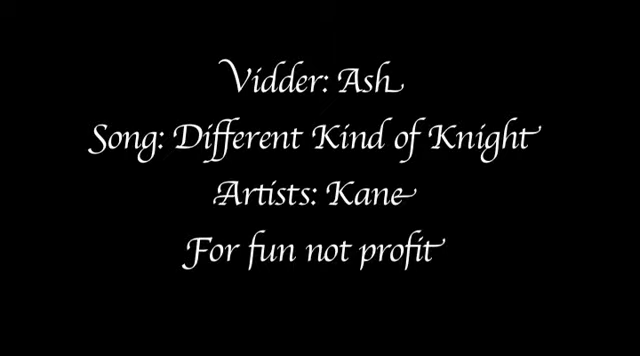 Vidder: Ash
Song: Different Kind of Knight
Artists: Kane
For fun not profit